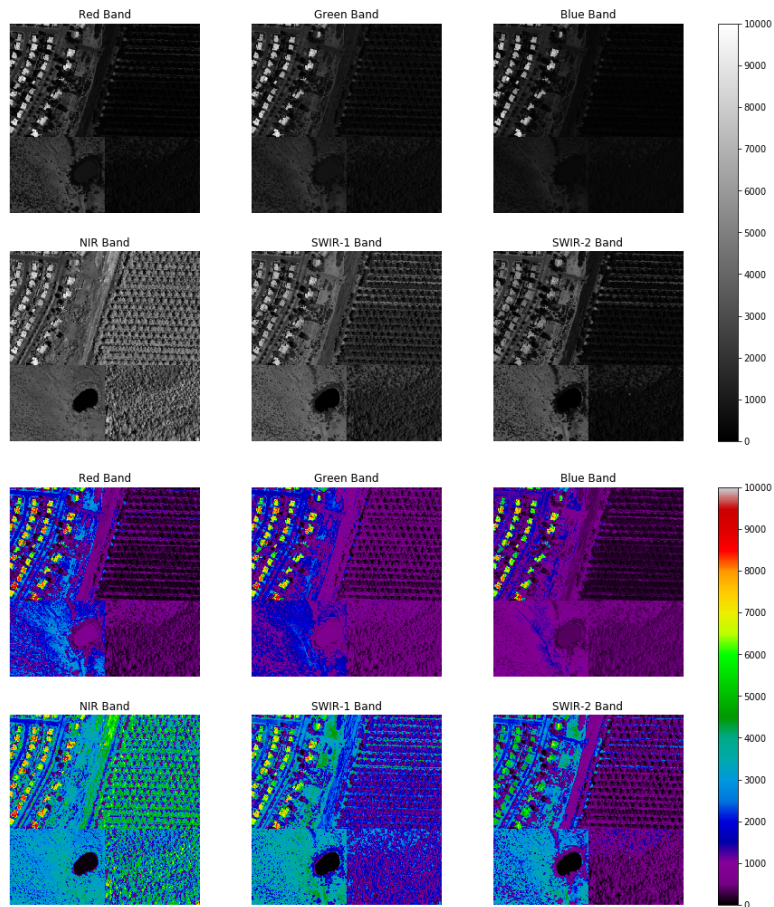 Red Band
Green Band
Blue Band
10000
9000
8000
7000
6000
5000
4000
3000
2000
1000
0
NIR Band
SWIR-1 Band
SWIR-2 Band
Red Band
Green Band
Blue Band
10000
9000
8000
7000
6000
5000
4000
3000
2000
1000
0
NIR Band
SWIR-1 Band
SWIR-2 Band